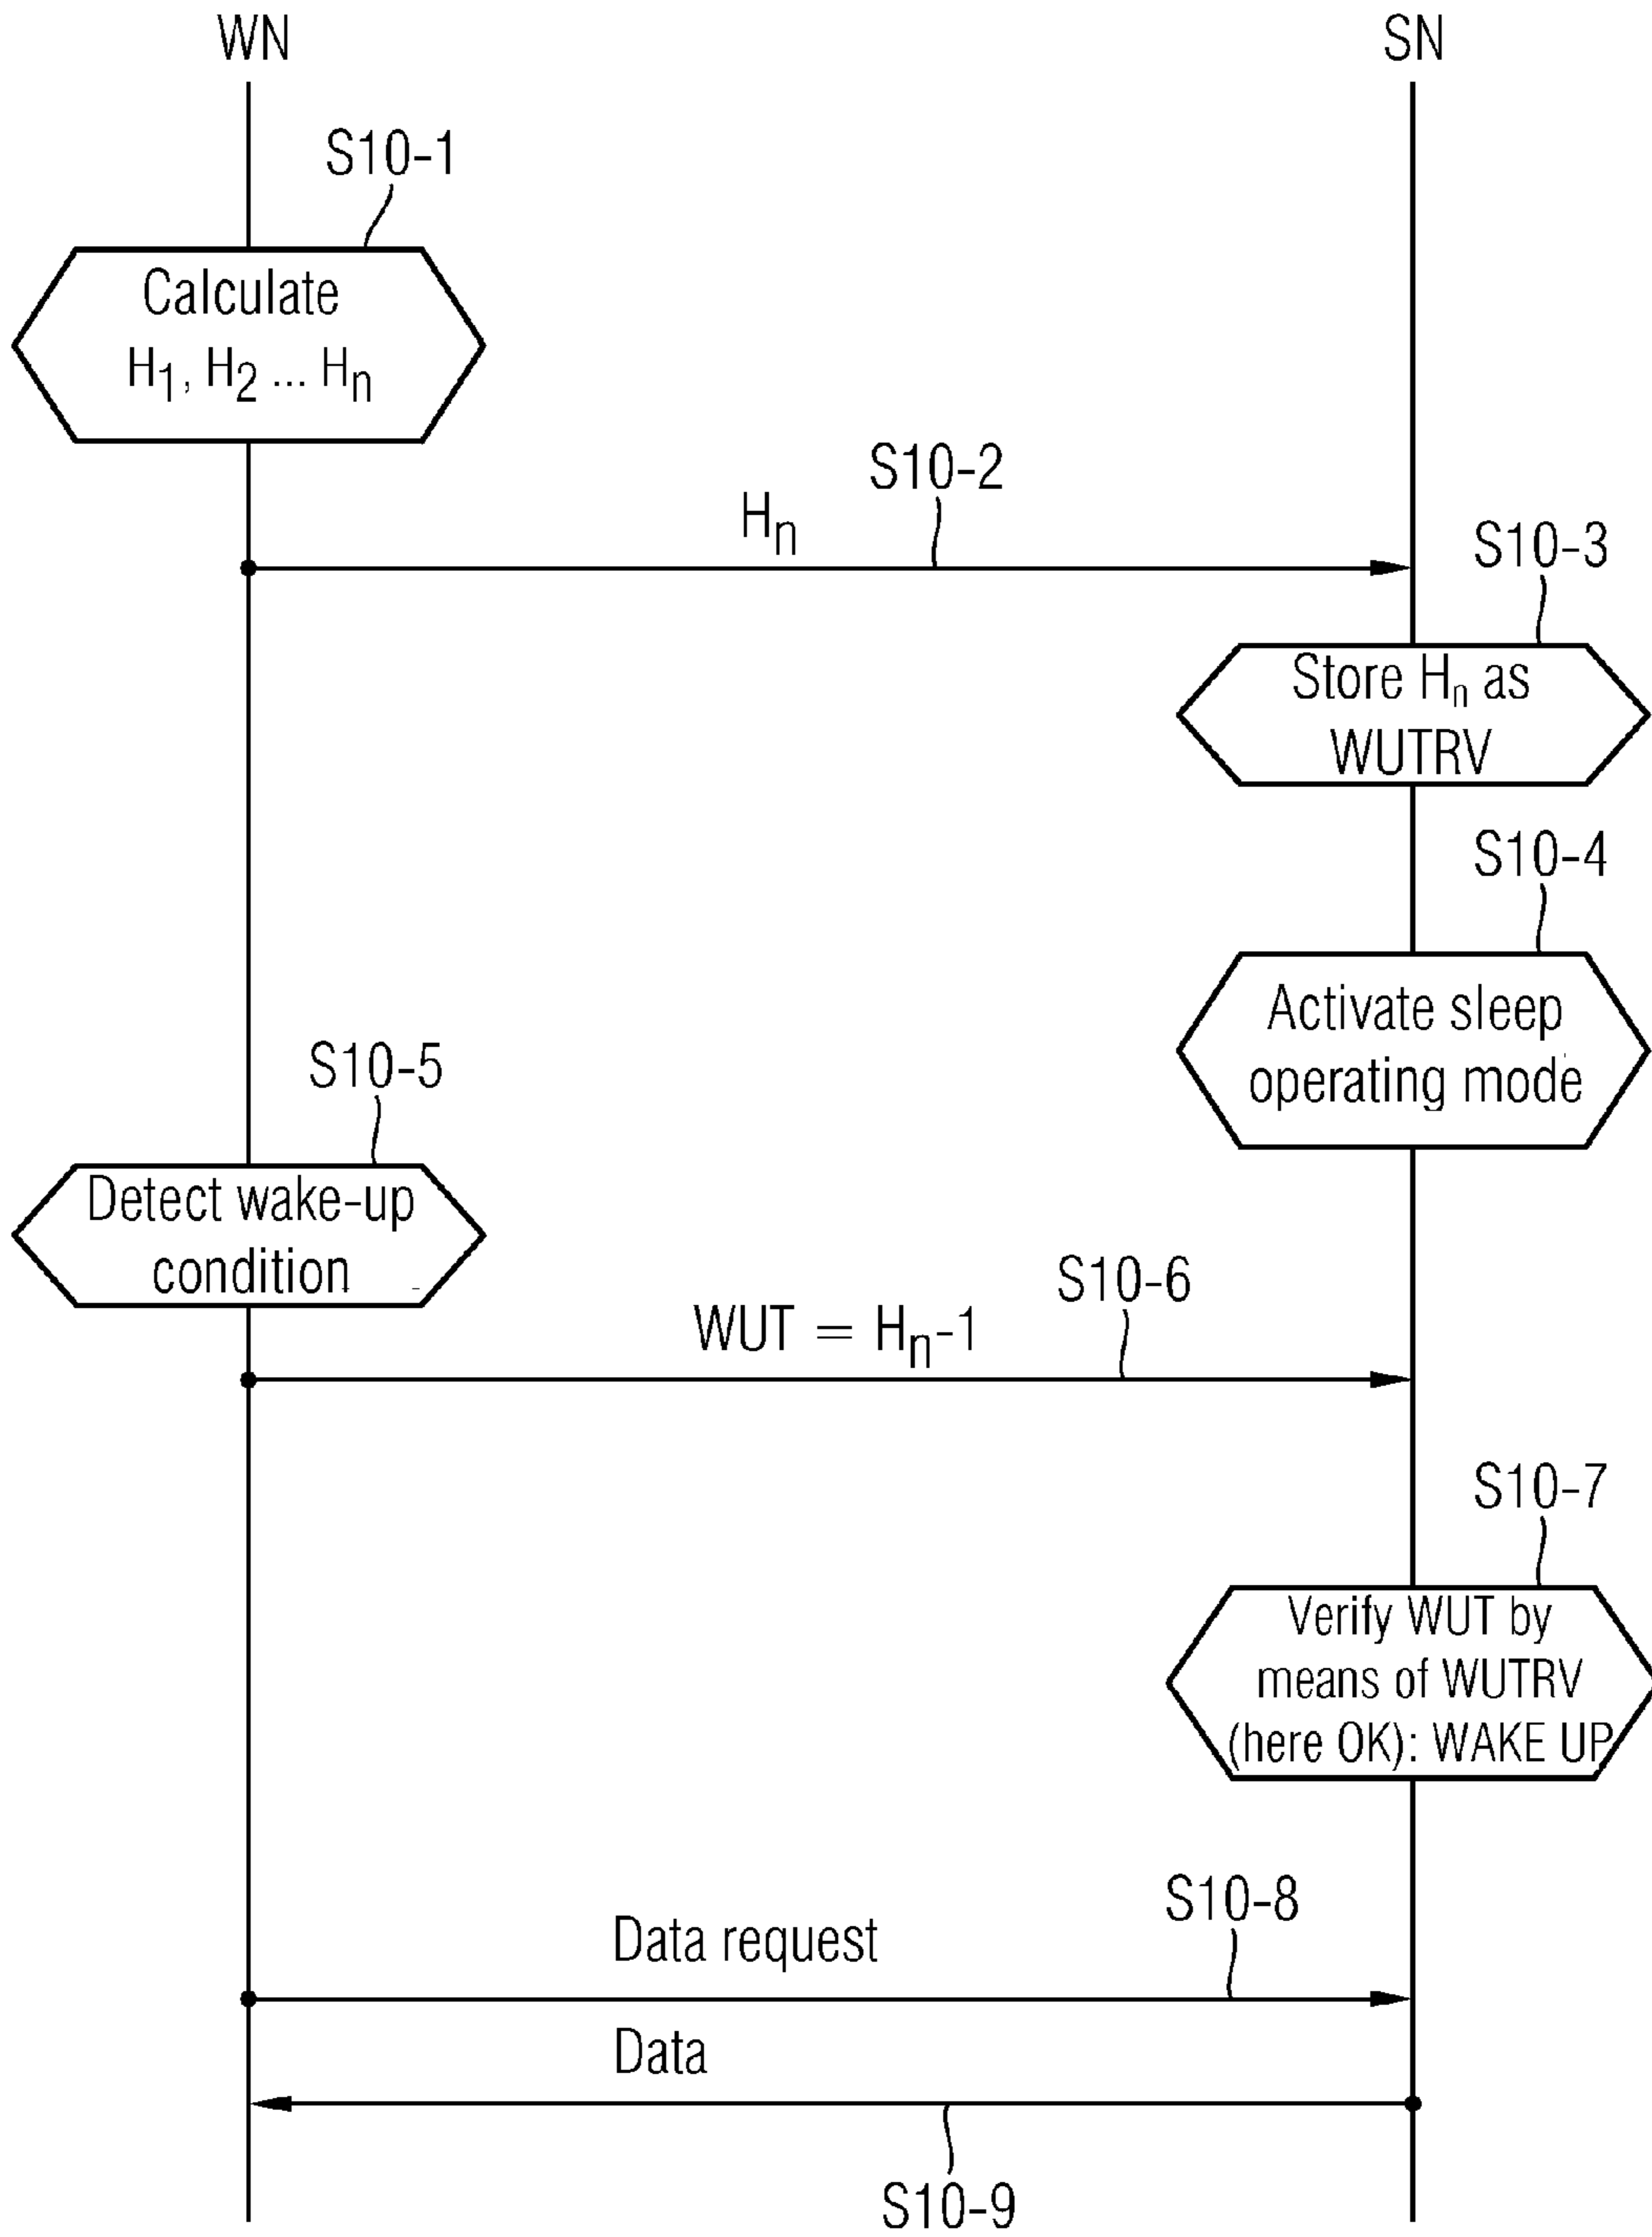 WN
SN
S10-1
Calculate
H1, H2 ... Hn
S10-2
Hn
S10-3
Store Hn as
WUTRV
S10-4
Activate sleep
operating mode
S10-5
Detect wake-up
condition
S10-6
WUT = Hn-1
S10-7
Verify WUT by
means of WUTRV
(here OK): WAKE UP
S10-8
Data request
Data
S10-9